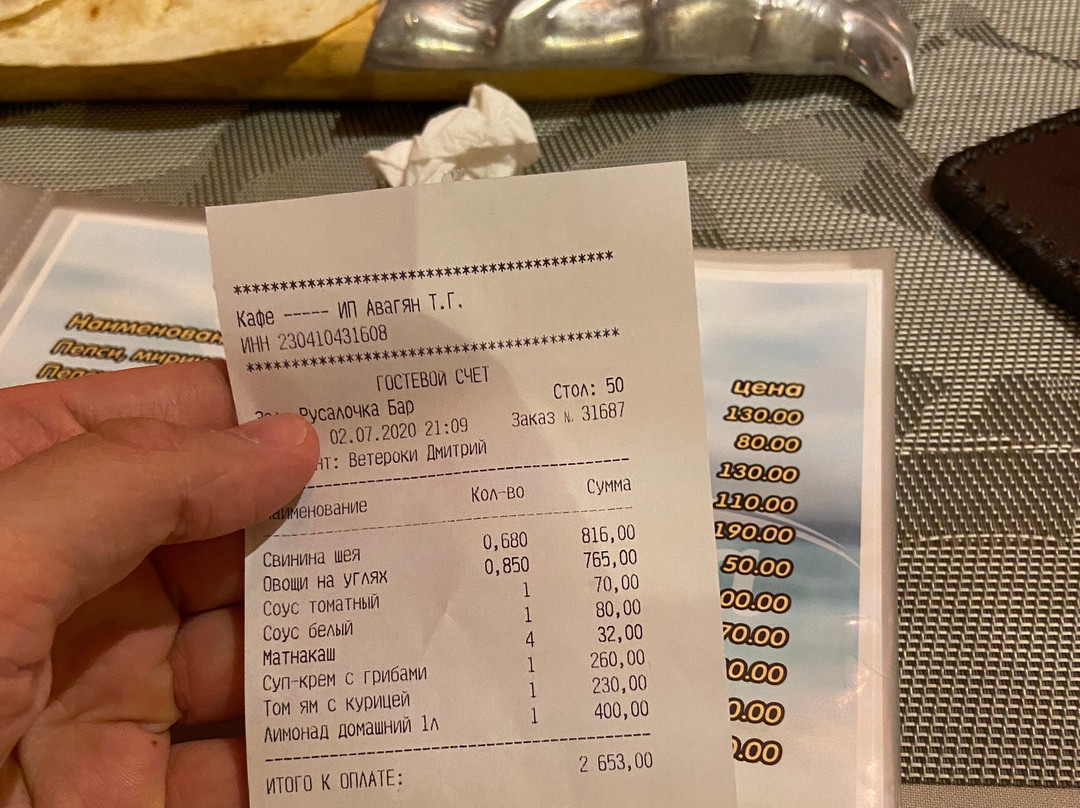 ****************************************
Кафе ----- ИП Авагян Т.Г.
ИНН 230410431608
****************************************
ГОСТЕВОЙ СЧЕТ
Русалочка Бар Стол: 50
02.07.2020 21:09 Заказ № 31687
Ветероки Дмитрий
Наименование Кол-во Сумма
Свинина шея 0,680 816,00
Овощи на углях 0,850 765,00
Соус томатный 1 70,00
Соус белый 1 80,00
Матнакаш 4 32,00
Суп-крем с грибами 1 260,00
Том ям с курицей 1 230,00
Лимонад домашний 1л 1 400,00
ИТОГО К ОПЛАТЕ: 2 653,00
Пепси,
цена
130.00
80.00
130.00
110.00
190.00
50.00